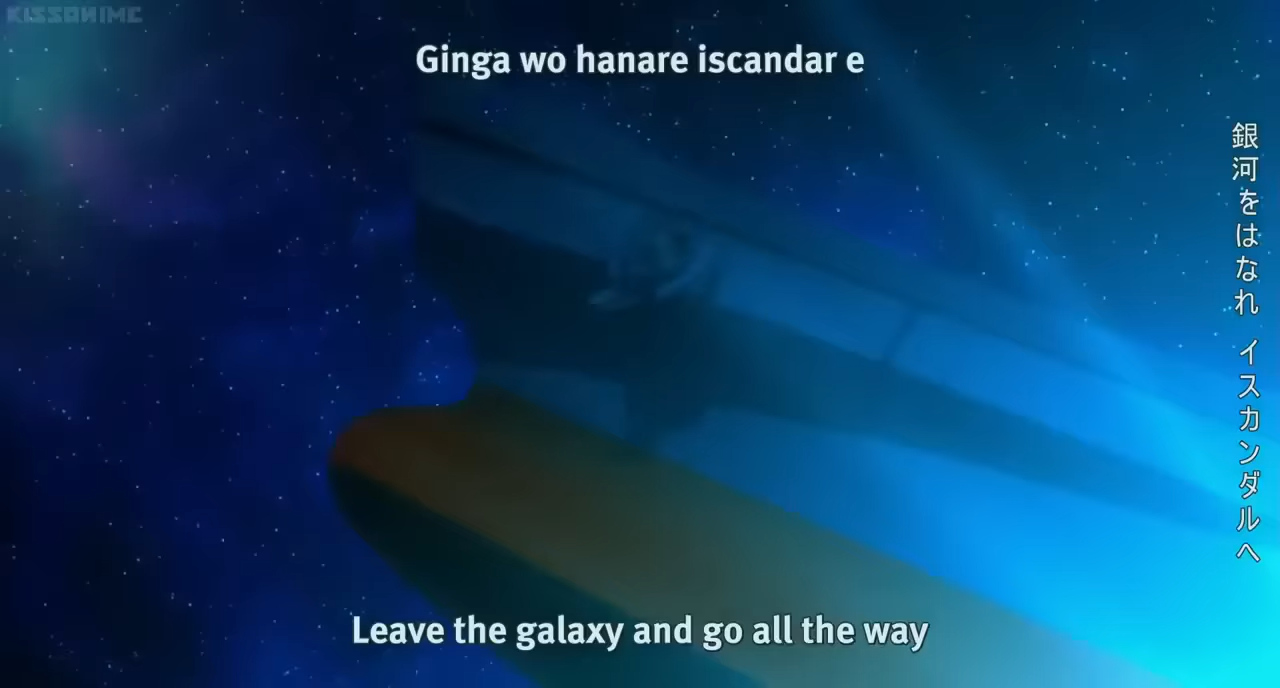 KISSANIME
Ginga wo hanare iscandar e
銀河をはなれ イスカンダルへ
Leave the galaxy and go all the way